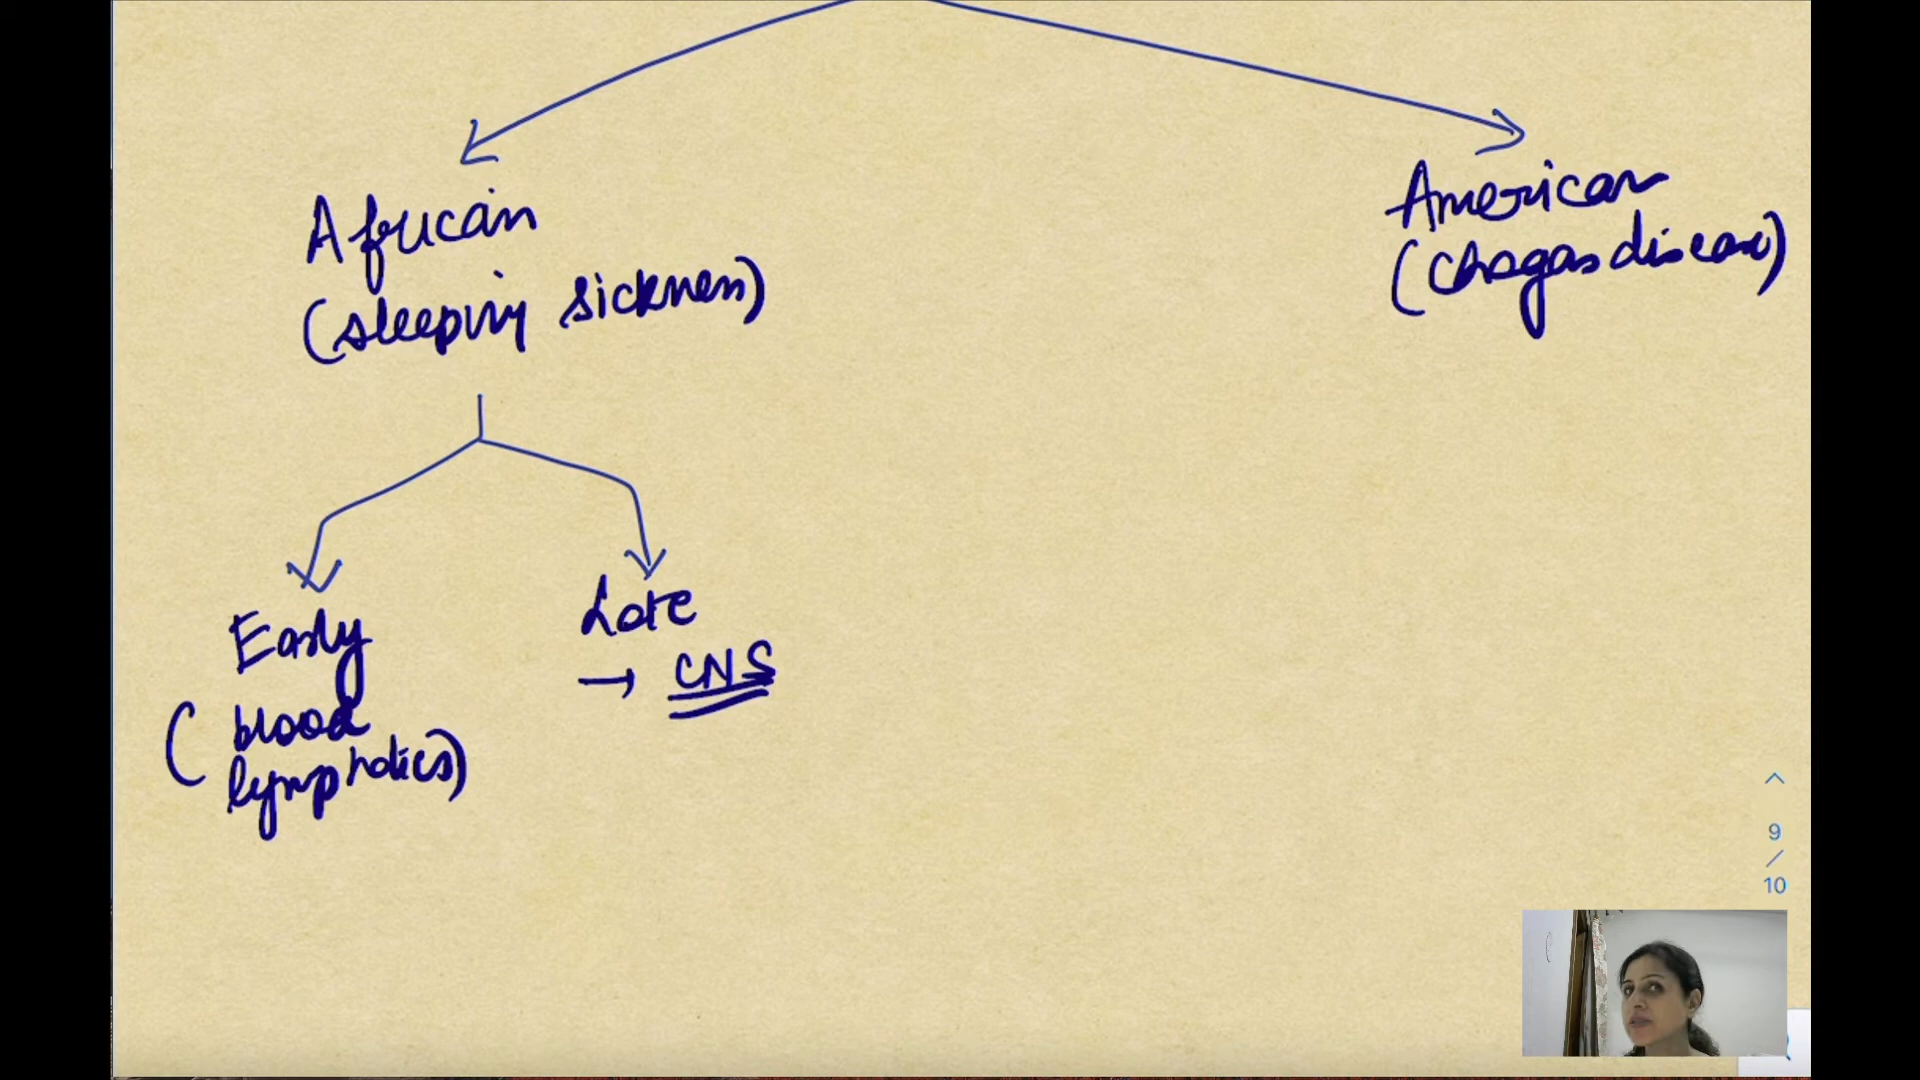 African
(sleeping sickness)
American
(Chagas disease)
Early
(blood
lymphatics)
Late
→ CNS
9
/
10